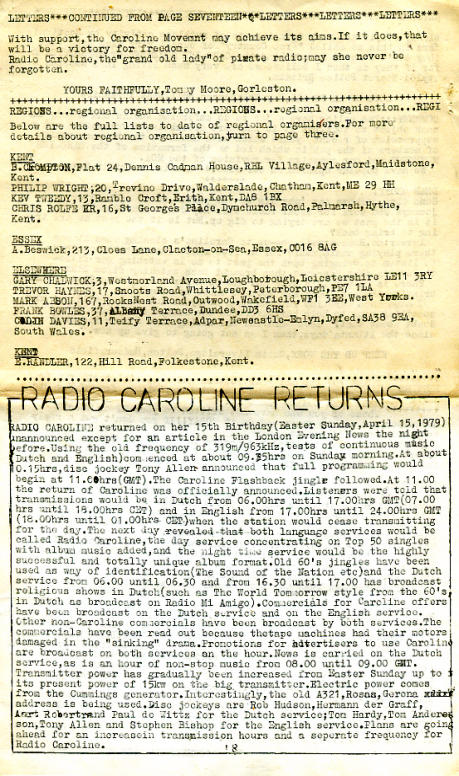 LETTERS***CONTINUED FROM PAGE SEVENTEEN**LETTERS***LETTERS***LETTERS***
With support,the Caroline Movemnt may achieve its aims.If it does,that
will be a victory for freedom.
Radio Caroline,the"grand old lady"of pirate radio;may she never be
forgotten.
YOURS FAITHFULLY,Tommy Moore,Gorleston.
++++++++++++++++++++++++++++++++++++++++++++++++++++++++++++++++++++++
REGIONS...regional organisation...REGIONS...regional organisation...REGI
Below are the full lists to date of regional organisers.For more
details about regional organisation,turn to page three.
KENT
B.CROMPTON,Flat 24,Dennis Cadman House,RBL Village,Aylesford,Maidstone,
Kent.
PHILIP WRIGHT;20,Trevino Drive,Walderslade,Chatham,Kent,ME 29 HH
KEV TWEEDY,13,Ramblo Croft,Erith,Kent,DA8 1BX
CHRIS ROLFE KR,16,St George's Place,Dymchurch Road,Palmarsh,Hythe,
Kent.
ESSEX
A.Beswick,213,Cloes Lane,Clacton-on-Sea,Essex,CO16 8AG
ELSEWHERE
GARY CHADWICK;3,Westmorland Avenue,Loughborough,Leicestershire LE11 3RY
TREVOR HAYNES,17,Snoots Road,Whittlesey,Peterborough,PE7 1LA
MARK ABSON,167,RooksNest Road,Outwood,Wakefield,WF1 3EE,West Yorks.
FRANK BOWLES,37,Albany Terrace,Dundee,DD3 6HS
COLIN DAVIES,11,Teify Terrace,Adpar,Newcastle-Emlyn,Dyfed,SA38 9EA,
South Wales.
KENT
B.RANDLER,122,Hill Road,Folkestone,Kent.
RADIO CAROLINE RETURNS
RADIO CAROLINE returned on her 15th Birthday(Easter Sunday,April 15,1979)
unannounced except for an article in the London Evening News the night
before.Using the old frequency of 319m/963kHz,tests of continuous music
(Dutch and English)commenced at about 09.35hrs on Sunday morning.At about
0.15hrs,disc jockey Tony Allen announced that full programming would
begin at 11.00hrs(GMT).The Caroline Flashback jingle followed.At 11.00
the return of Caroline was officially announced.Listeners were told that
transmissions would be in Dutch from 06.00hrs until 17.00hrs GMT(07.00
hrs until 18.00hrs CET) and in English from 17.00hrs until 24.00hrs GMT
(18.00hrs until 01.00hrs CET)when the station would cease transmitting
for the day.The next day revealed that both language services would be
called Radio Caroline,the day service concentrating on Top 50 singles
with album music added,and the night time service would be the highly
successful and totally unique album format.Old 60's jingles have been
used as way of identification(The Sound of the Nation etc)and the Dutch
service from 06.00 until 06.30 and from 16.30 until 17.00 has broadcast
religious shows in Dutch(such as The World Tomorrow style from the 60's
in Dutch as broadcast on Radio Mi Amigo).Commercials for Caroline offers
have been broadcast on the Dutch service and on the English service.
Other non-Caroline commercials have been broadcast by both services.The
commercials have been read out because thetape machines had their motors
damaged in the "sinking" drama.Promotions for advertisers to use Caroline
are broadcast on both services on the hour.News is carried on the Dutch
service,as is an hour of non-stop music from 08.00 until 09.00 GMT.
Transmitter power has gradually been increased from Easter Sunday up to
its present power of 15kw on the big transmitter.Electric power comes
from the Cummings generator.Interestingly,the old A321,Rosas,Gerona
address is being used.Disc jockeys are Rob Hudson,Hermann der Graff,
Robert and Paul de Witz for the Dutch service;Tom Hardy,Tom Anders
son,Tony Allen and Stephen Bishop for the English service.Plans are going
ahead for an increasein transmission hours and a seperate frequency for
Radio Caroline.
18